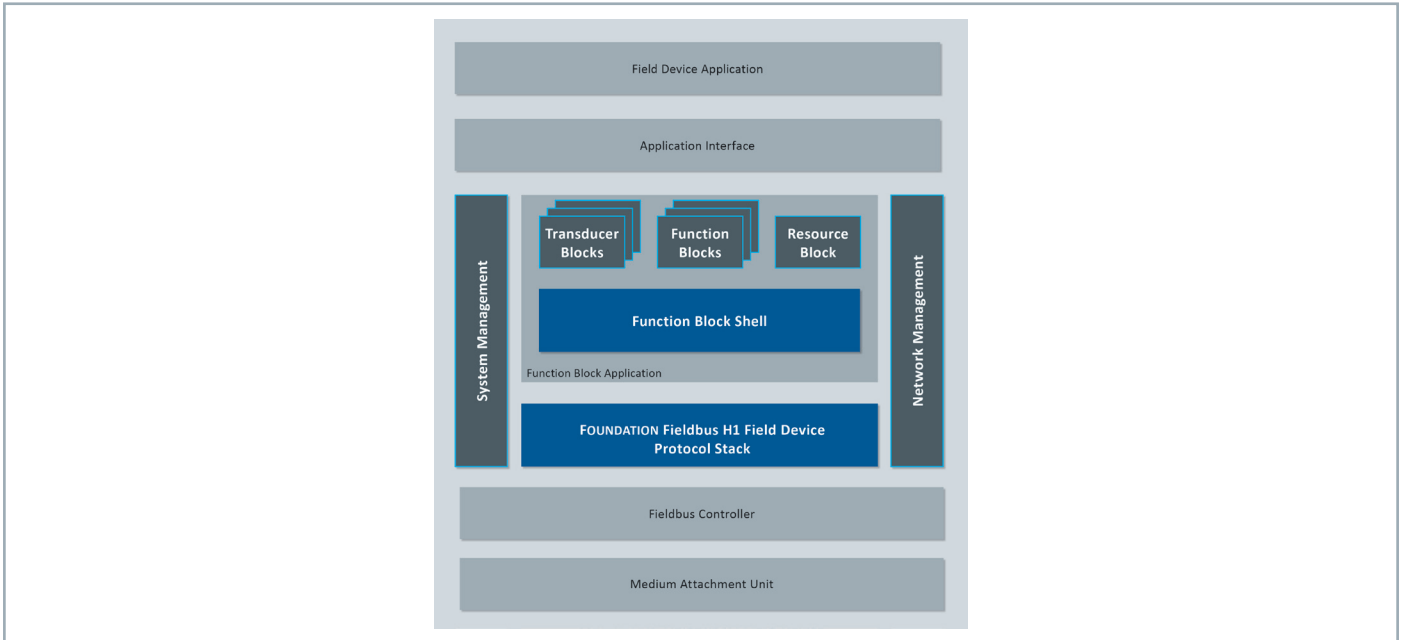 Field Device Application
Application Interface
System Management
Transducer
Blocks
Function
Blocks
Resource
Block
Function Block Shell
Function Block Application
Network Management
FOUNDATION Fieldbus H1 Field Device
Protocol Stack
Fieldbus Controller
Medium Attachment Unit